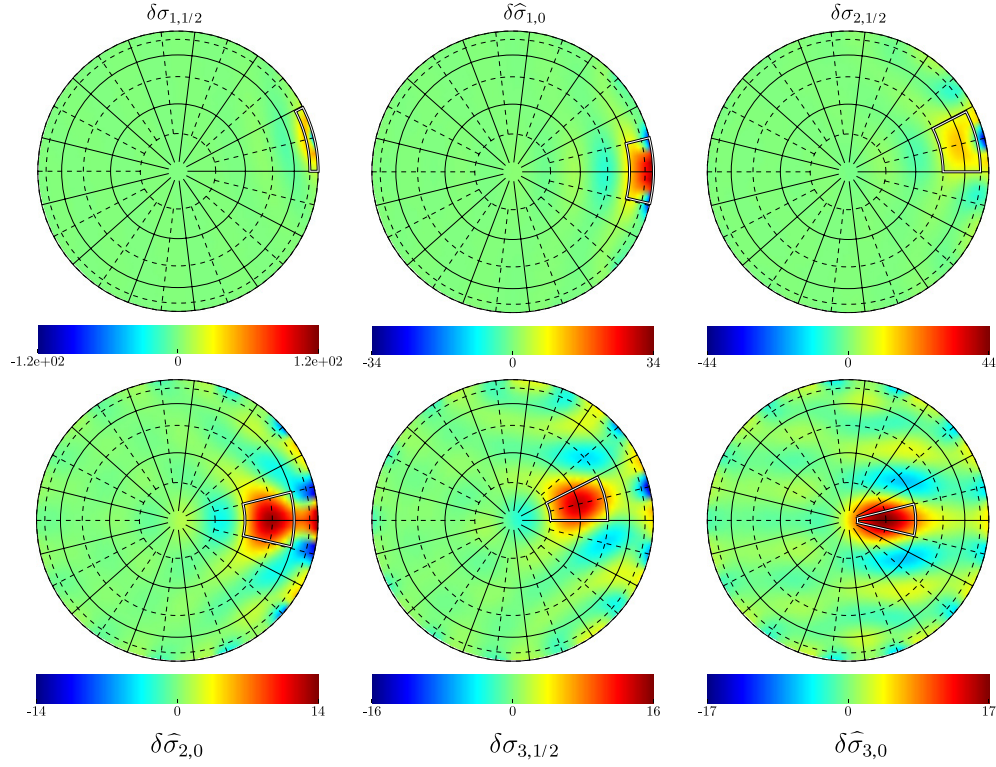 δσ₁,₁/₂ δσ̂₁,₀ δσ₂,₁/₂
-1.2e+02 0 1.2e+02 -34 0 34 -44 0 44
-14 0 14 -16 0 16 -17 0 17
δσ̂₂,₀ δσ₃,₁/₂ δσ̂₃,₀